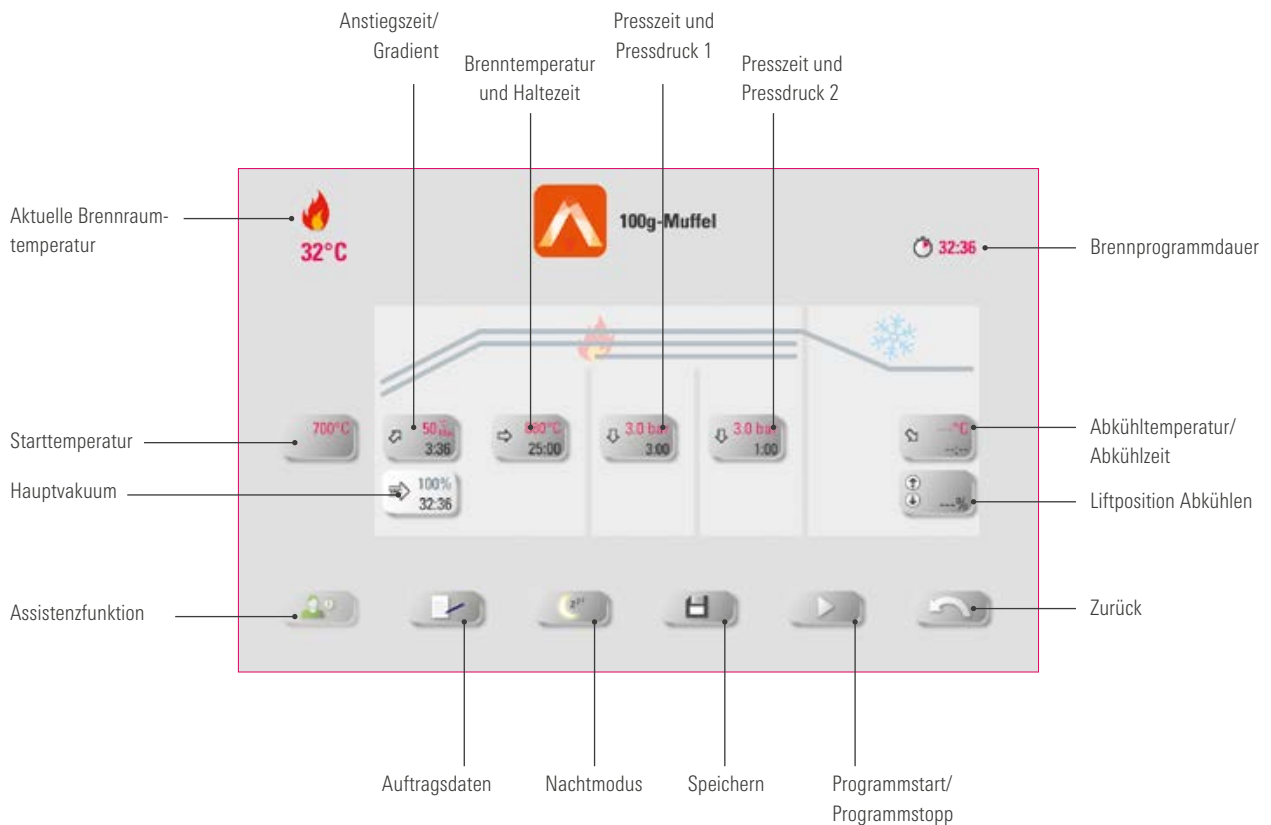 Anstiegszeit/
Gradient
Brenntemperatur
und Haltezeit
Presszeit und
Pressdruck 1
Presszeit und
Pressdruck 2
Aktuelle Brennraum-
temperatur
32°C
100g-Muffel
32:36
Brennprogrammdauer
Starttemperatur
700°C
50
3:36
880°C
25:00
3.0 bar
3:00
3.0 bar
1:00
--°C
--:--
Abkühltemperatur/
Abkühlzeit
Hauptvakuum
100%
32:36
---%
Liftposition Abkühlen
Assistenzfunktion
Zurück
Auftragsdaten
Nachtmodus
Speichern
Programmstart/
Programmstopp